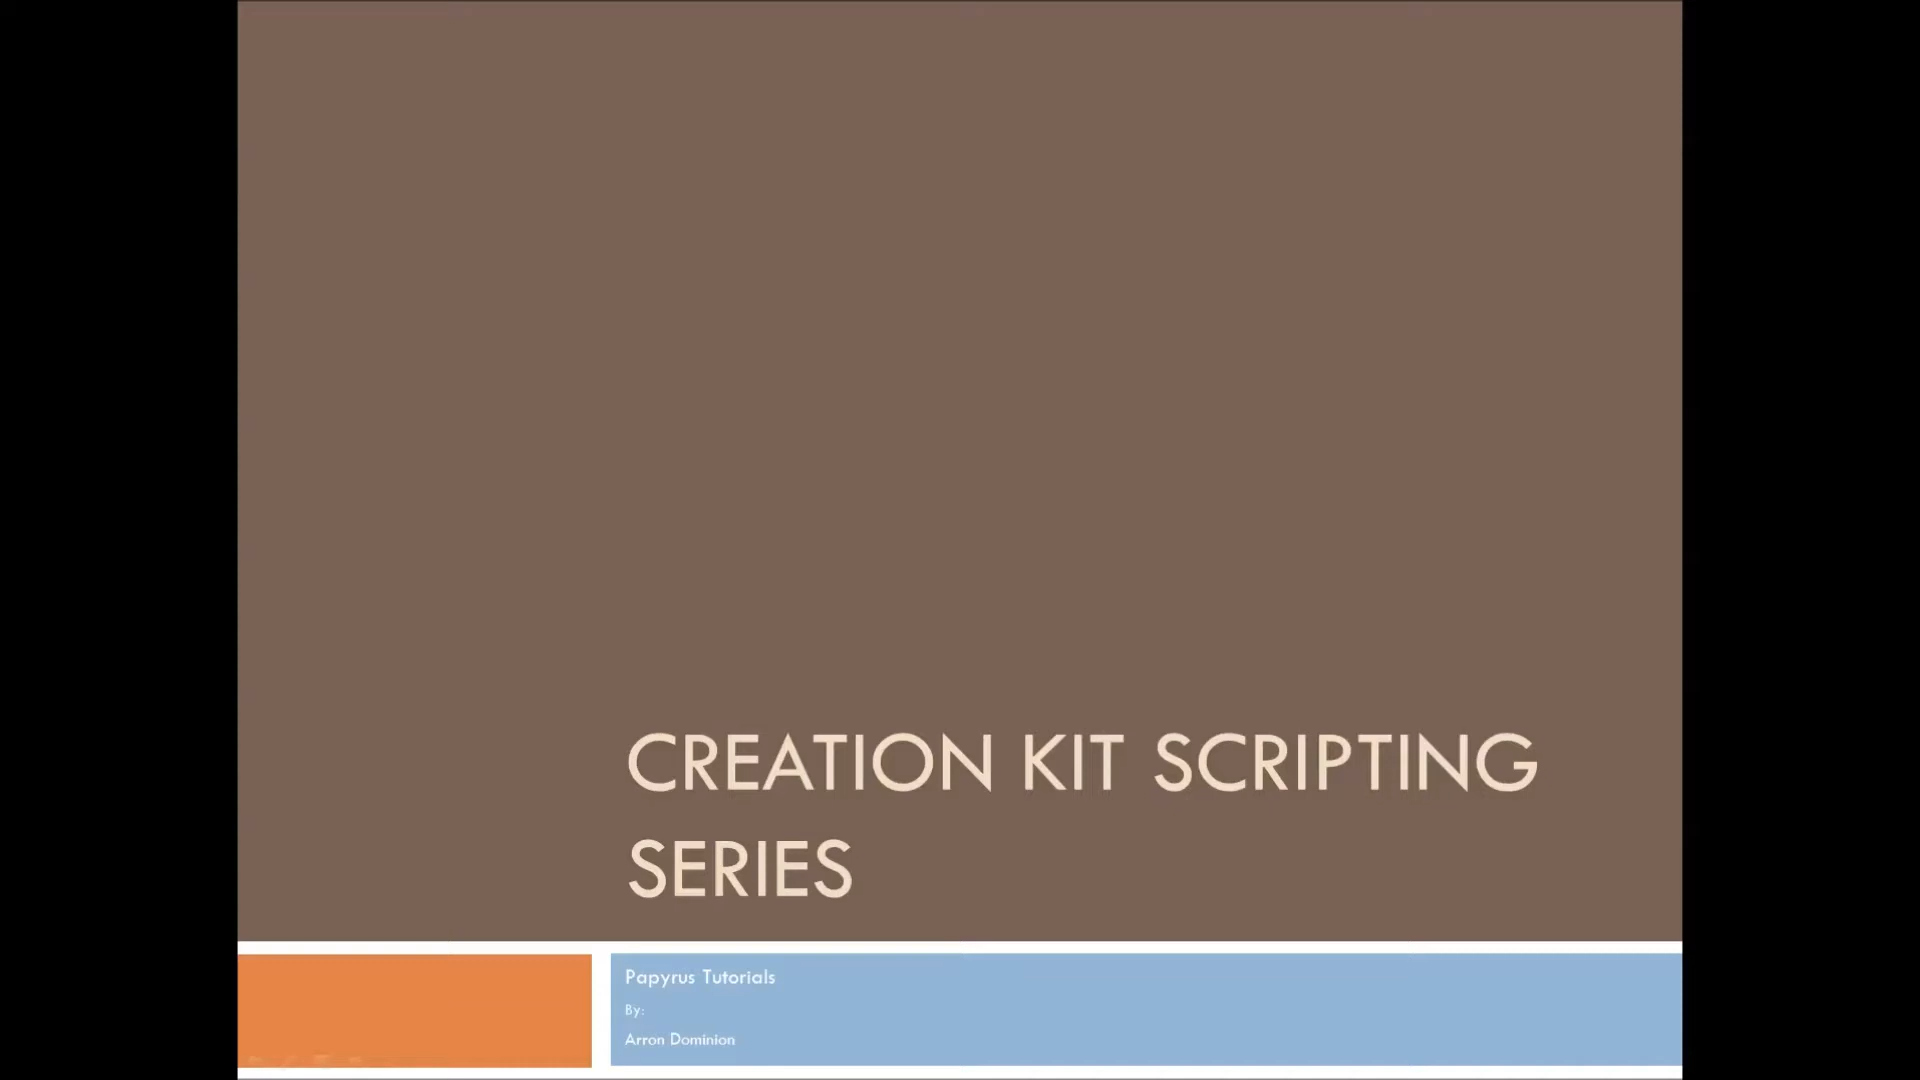 CREATION KIT SCRIPTING
SERIES
Papyrus Tutorials
By:
Arron Dominion